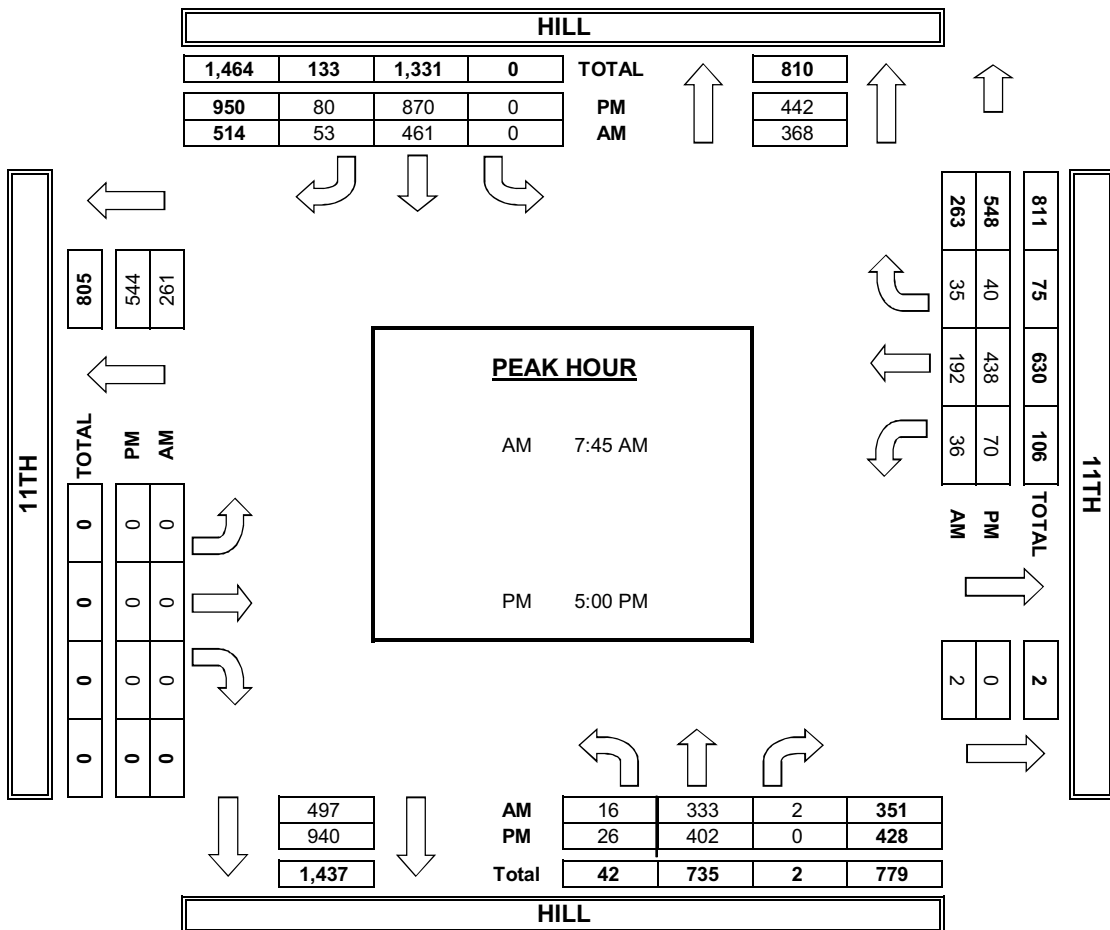 HILL
1,464 133 1,331 0 TOTAL 810
950 80 870 0 PM 442
514 53 461 0 AM 368
11TH
805 544 261
TOTAL PM AM
0 0 0
0 0 0
0 0 0
0 0 0
PEAK HOUR
AM 7:45 AM
PM 5:00 PM
263 548 811
35 40 75
192 438 630
36 70 106
AM PM TOTAL
2 0 2
11TH
497 AM 16 333 2 351
940 PM 26 402 0 428
1,437 Total 42 735 2 779
HILL